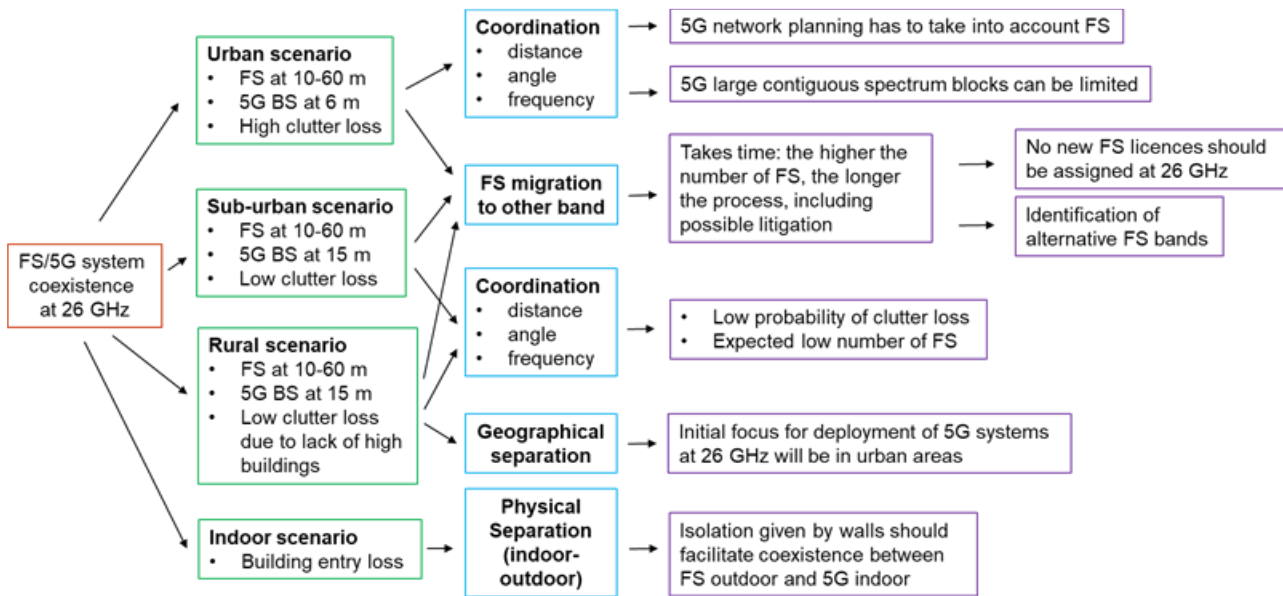 FS/5G system
coexistence
at 26 GHz
Urban scenario
• FS at 10-60 m
• 5G BS at 6 m
• High clutter loss
Sub-urban scenario
• FS at 10-60 m
• 5G BS at 15 m
• Low clutter loss
Rural scenario
• FS at 10-60 m
• 5G BS at 15 m
• Low clutter loss
due to lack of high
buildings
Indoor scenario
• Building entry loss
Coordination
• distance
• angle
• frequency
FS migration
to other band
Coordination
• distance
• angle
• frequency
Geographical
separation
Physical
Separation
(indoor-
outdoor)
5G network planning has to take into account FS
5G large contiguous spectrum blocks can be limited
Takes time: the higher the
number of FS, the longer
the process, including
possible litigation
No new FS licences should
be assigned at 26 GHz
Identification of
alternative FS bands
• Low probability of clutter loss
• Expected low number of FS
Initial focus for deployment of 5G systems
at 26 GHz will be in urban areas
Isolation given by walls should
facilitate coexistence between
FS outdoor and 5G indoor